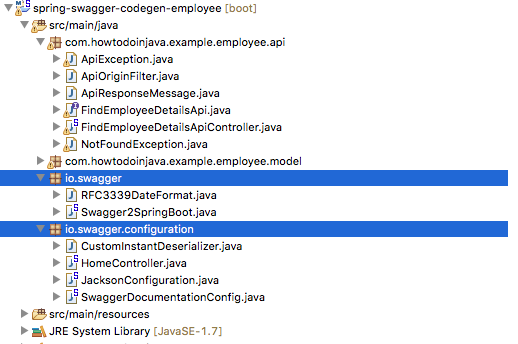 spring-swagger-codegen-employee [boot]
src/main/java
com.howtodoinjava.example.employee.api
ApiException.java
ApiOriginFilter.java
ApiResponseMessage.java
FindEmployeeDetailsApi.java
FindEmployeeDetailsApiController.java
NotFoundException.java
com.howtodoinjava.example.employee.model
io.swagger
RFC3339DateFormat.java
Swagger2SpringBoot.java
io.swagger.configuration
CustomInstantDeserializer.java
HomeController.java
JacksonConfiguration.java
SwaggerDocumentationConfig.java
src/main/resources
JRE System Library [JavaSE-1.7]